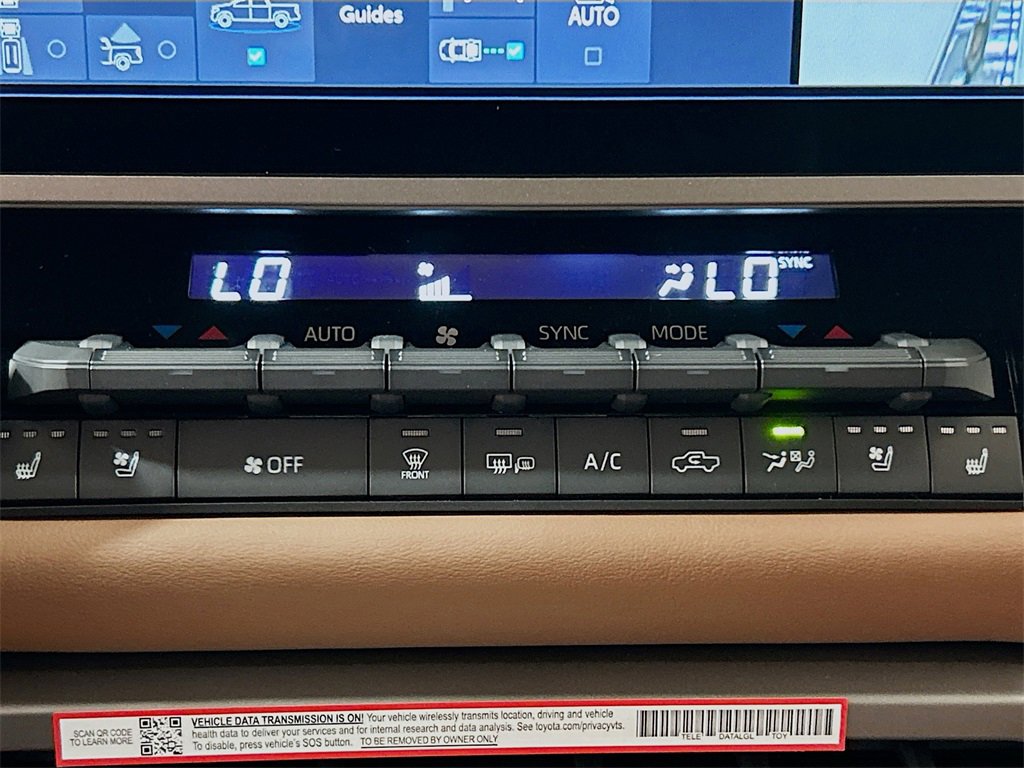 Guides
AUTO
LO
LO
SYNC
AUTO
SYNC
MODE
OFF
FRONT
A/C
SCAN QR CODE
TO LEARN MORE
VEHICLE DATA TRANSMISSION IS ON! Your vehicle wirelessly transmits location, driving and vehicle
health data to deliver your services and for internal research and data analysis. See toyota.com/privacyvts.
To disable, press vehicle's SOS button. TO BE REMOVED BY OWNER ONLY
TELE DATALGL TOY